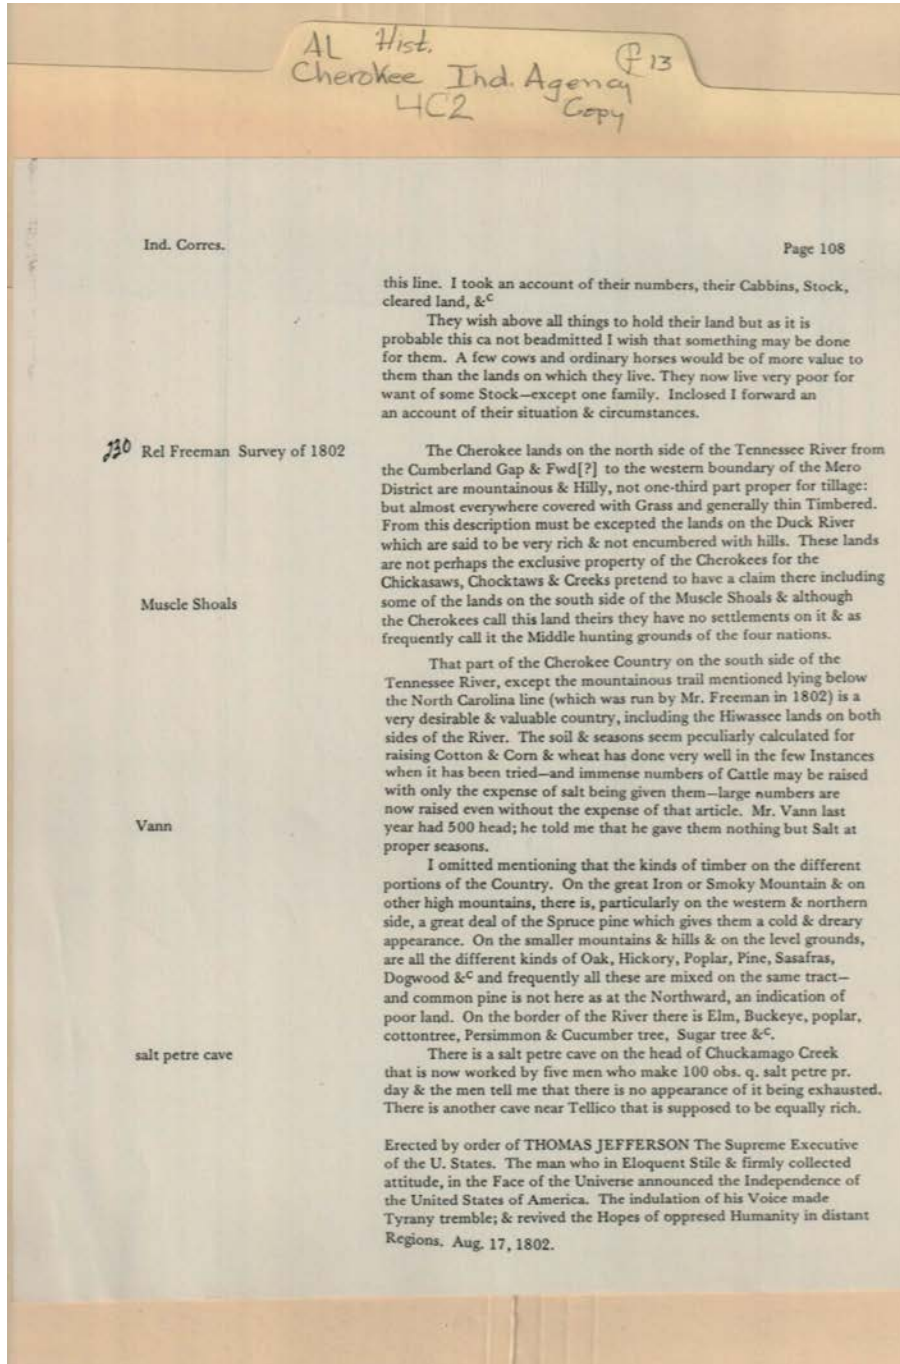 AL Hist.
Cherokee Ind. Agency P 13
4C2 Copy
Ind. Corres.
Page 108
this line. I took an account of their numbers, their Cabbins, Stock,
cleared land, &c
They wish above all things to hold their land but as it is
probable this ca not beadmitted I wish that something may be done
for them. A few cows and ordinary horses would be of more value to
them than the lands on which they live. They now live very poor for
want of some Stock—except one family. Inclosed I forward an
an account of their situation & circumstances.
230 Rel Freeman Survey of 1802
The Cherokee lands on the north side of the Tennessee River from
the Cumberland Gap & Fwd[?] to the western boundary of the Mero
District are mountainous & Hilly, not one-third part proper for tillage:
but almost everywhere covered with Grass and generally thin Timbered.
From this description must be excepted the lands on the Duck River
which are said to be very rich & not encumbered with hills. These lands
are not perhaps the exclusive property of the Cherokees for the
Chickasaws, Chocktaws & Creeks pretend to have a claim there including
Muscle Shoals
some of the lands on the south side of the Muscle Shoals & although
the Cherokees call this land theirs they have no settlements on it & as
frequently call it the Middle hunting grounds of the four nations.
That part of the Cherokee Country on the south side of the
Tennessee River, except the mountainous trail mentioned lying below
the North Carolina line (which was run by Mr. Freeman in 1802) is a
very desirable & valuable country, including the Hiwassee lands on both
sides of the River. The soil & seasons seem peculiarly calculated for
raising Cotton & Corn & wheat has done very well in the few Instances
when it has been tried—and immense numbers of Cattle may be raised
with only the expense of salt being given them—large numbers are
now raised even without the expense of that article. Mr. Vann last
Vann
year had 500 head; he told me that he gave them nothing but Salt at
proper seasons.
I omitted mentioning that the kinds of timber on the different
portions of the Country. On the great Iron or Smoky Mountain & on
other high mountains, there is, particularly on the western & northern
side, a great deal of the Spruce pine which gives them a cold & dreary
appearance. On the smaller mountains & hills & on the level grounds,
are all the different kinds of Oak, Hickory, Poplar, Pine, Sasafras,
Dogwood &c and frequently all these are mixed on the same tract—
and common pine is not here as at the Northward, an indication of
poor land. On the border of the River there is Elm, Buckeye, poplar,
cottontree, Persimmon & Cucumber tree, Sugar tree &c.
salt petre cave
There is a salt petre cave on the head of Chuckamago Creek
that is now worked by five men who make 100 obs. q. salt petre pr.
day & the men tell me that there is no appearance of it being exhausted.
There is another cave near Tellico that is supposed to be equally rich.
Erected by order of THOMAS JEFFERSON The Supreme Executive
of the U. States. The man who in Eloquent Stile & firmly collected
attitude, in the Face of the Universe announced the Independence of
the United States of America. The indulation of his Voice made
Tyrany tremble; & revived the Hopes of oppresed Humanity in distant
Regions. Aug. 17, 1802.